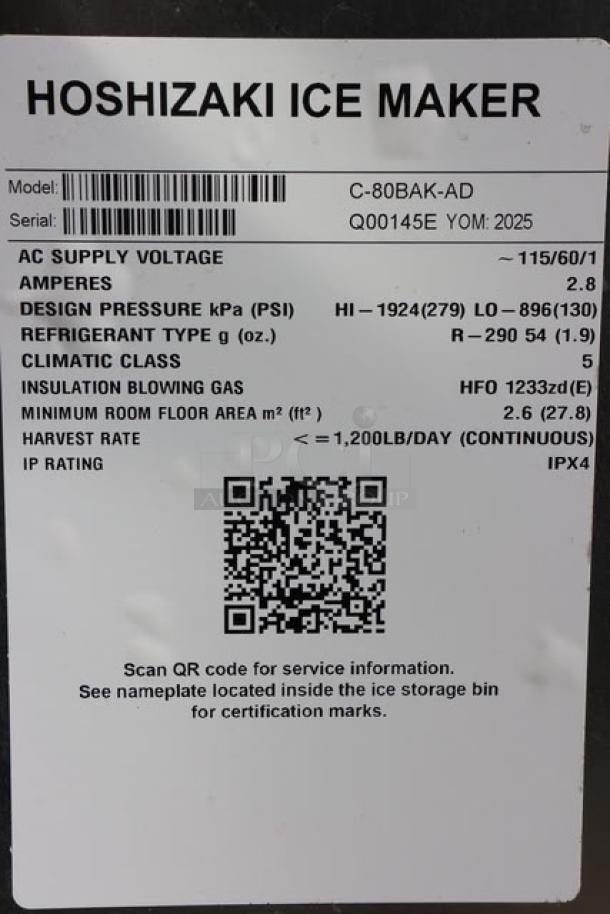 HOSHIZAKI ICE MAKER
Model: C-80BAK-AD
Serial: Q00145E YOM: 2025
AC SUPPLY VOLTAGE ~ 115/60/1
AMPERES 2.8
DESIGN PRESSURE kPa (PSI) HI – 1924(279) LO – 896(130)
REFRIGERANT TYPE g (oz.) R – 290 54 (1.9)
CLIMATIC CLASS 5
INSULATION BLOWING GAS HFO 1233zd(E)
MINIMUM ROOM FLOOR AREA m² (ft² ) 2.6 (27.8)
HARVEST RATE < = 1,200LB/DAY (CONTINUOUS)
IP RATING IPX4
Scan QR code for service information.
See nameplate located inside the ice storage bin
for certification marks.